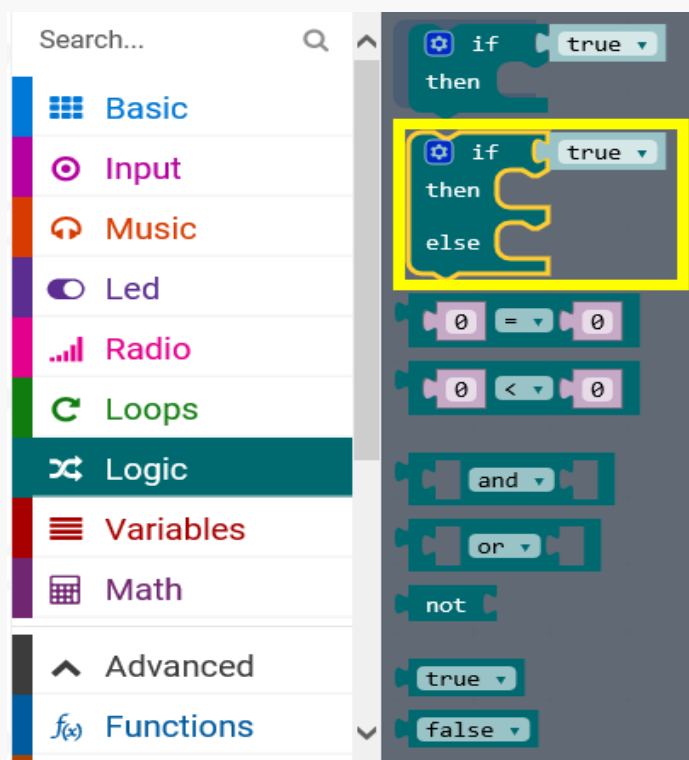 Search...
Basic
Input
Music
Led
Radio
Loops
Logic
Variables
Math
Advanced
f(x) Functions
if true
then
if true
then
else
0 = 0
0 < 0
and
or
not
true
false